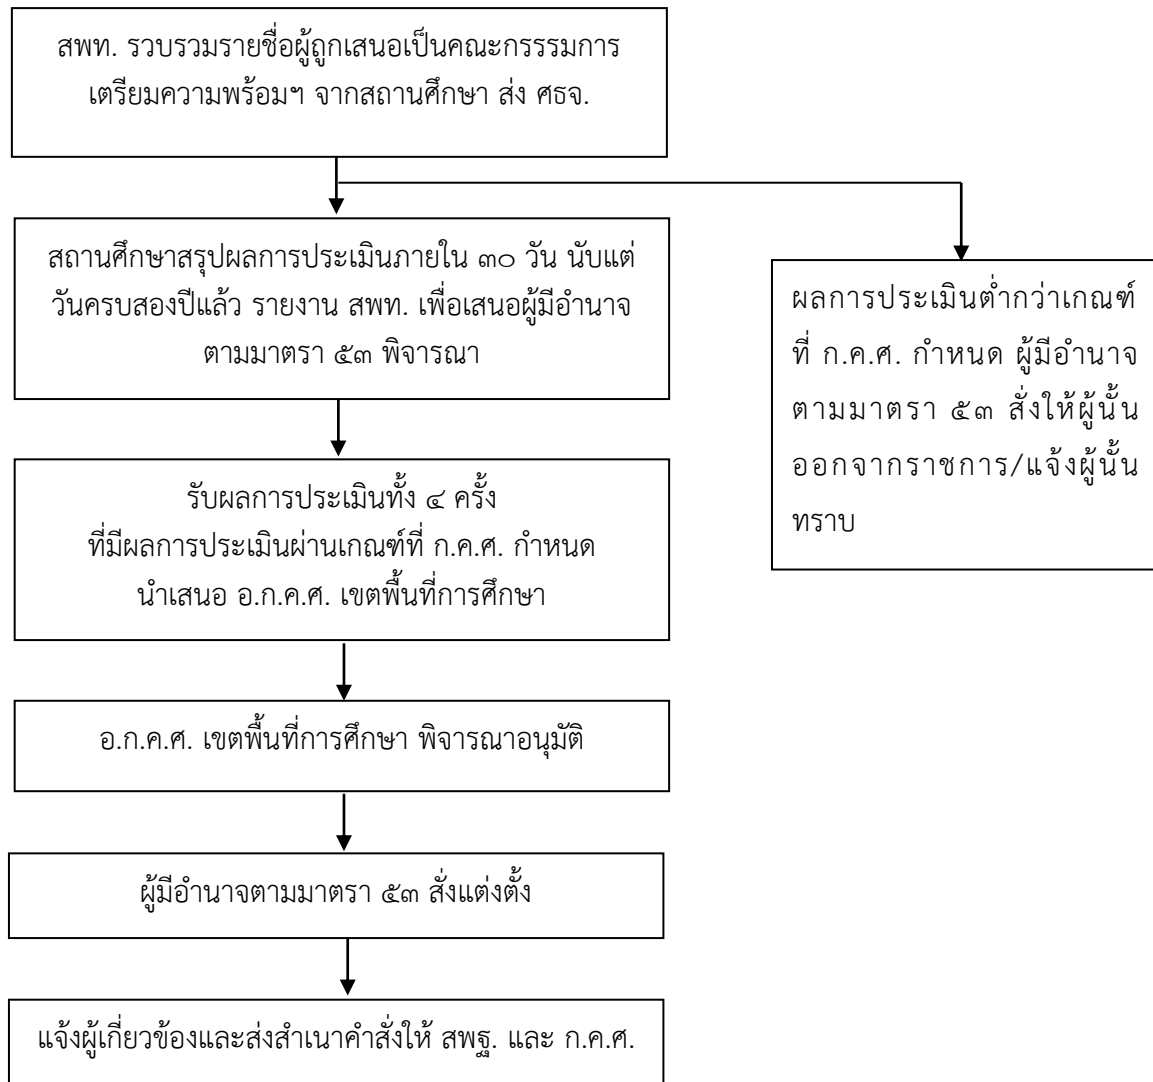 สพท. รวบรวมรายชื่อผู้ถูกเสนอเป็นคณะกรรรมการ
เตรียมความพร้อมฯ จากสถานศึกษา ส่ง ศธจ.
สถานศึกษาสรุปผลการประเมินภายใน ๓๐ วัน นับแต่
วันครบสองปีแล้ว รายงาน สพท. เพื่อเสนอผู้มีอำนาจ
ตามมาตรา ๕๓ พิจารณา
ผลการประเมินต่ำกว่าเกณฑ์
ที่ ก.ค.ศ. กำหนด ผู้มีอำนาจ
ตามมาตรา ๕๓ สั่งให้ผู้นั้น
ออกจากราชการ/แจ้งผู้นั้น
ทราบ
รับผลการประเมินทั้ง ๔ ครั้ง
ที่มีผลการประเมินผ่านเกณฑ์ที่ ก.ค.ศ. กำหนด
นำเสนอ อ.ก.ค.ศ. เขตพื้นที่การศึกษา
อ.ก.ค.ศ. เขตพื้นที่การศึกษา พิจารณาอนุมัติ
ผู้มีอำนาจตามมาตรา ๕๓ สั่งแต่งตั้ง
แจ้งผู้เกี่ยวข้องและส่งสำเนาคำสั่งให้ สพฐ. และ ก.ค.ศ.